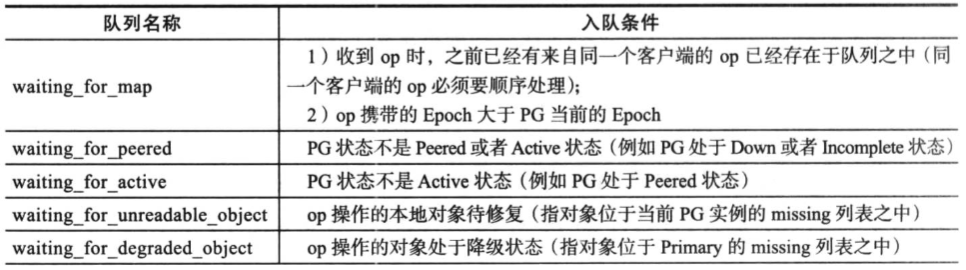 队列名称 入队条件
waiting_for_map
1）收到 op 时，之前已经有来自同一个客户端的 op 已经存在于队列之中（同
一个客户端的 op 必须要顺序处理）；
2）op 携带的 Epoch 大于 PG 当前的 Epoch
waiting_for_peered PG 状态不是 Peered 或者 Active 状态（例如 PG 处于 Down 或者 Incomplete 状态）
waiting_for_active PG 状态不是 Active 状态（例如 PG 处于 Peered 状态）
waiting_for_unreadable_object op 操作的本地对象待修复（指对象位于当前 PG 实例的 missing 列表之中）
waiting_for_degraded_object op 操作的对象处于降级状态（指对象位于 Primary 的 missing 列表之中）